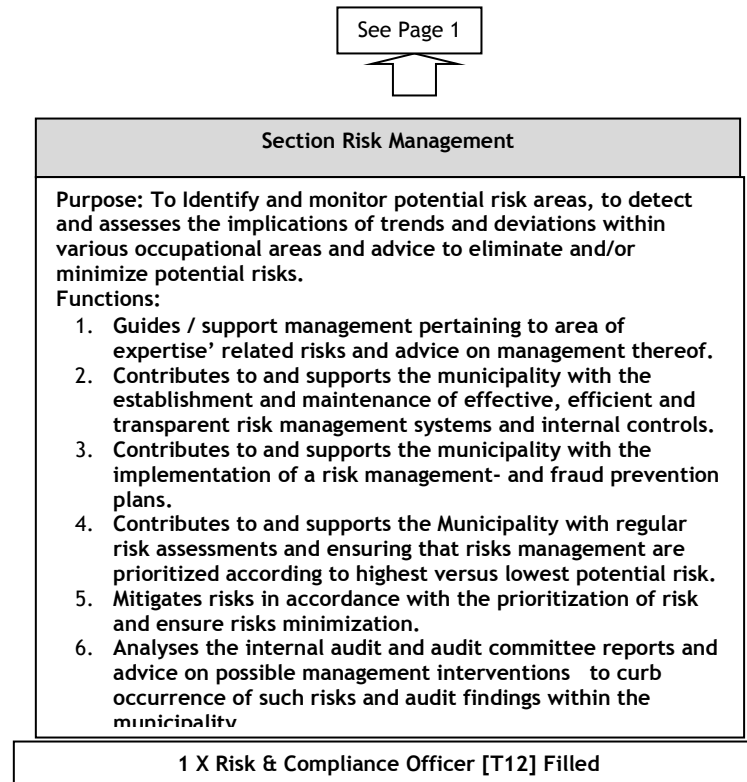 See Page 1
Section Risk Management
Purpose: To Identify and monitor potential risk areas, to detect
and assesses the implications of trends and deviations within
various occupational areas and advice to eliminate and/or
minimize potential risks.
Functions:
1. Guides / support management pertaining to area of
expertise’ related risks and advice on management thereof.
2. Contributes to and supports the municipality with the
establishment and maintenance of effective, efficient and
transparent risk management systems and internal controls.
3. Contributes to and supports the municipality with the
implementation of a risk management- and fraud prevention
plans.
4. Contributes to and supports the Municipality with regular
risk assessments and ensuring that risks management are
prioritized according to highest versus lowest potential risk.
5. Mitigates risks in accordance with the prioritization of risk
and ensure risks minimization.
6. Analyses the internal audit and audit committee reports and
advice on possible management interventions to curb
occurrence of such risks and audit findings within the
municipality
1 X Risk & Compliance Officer [T12] Filled